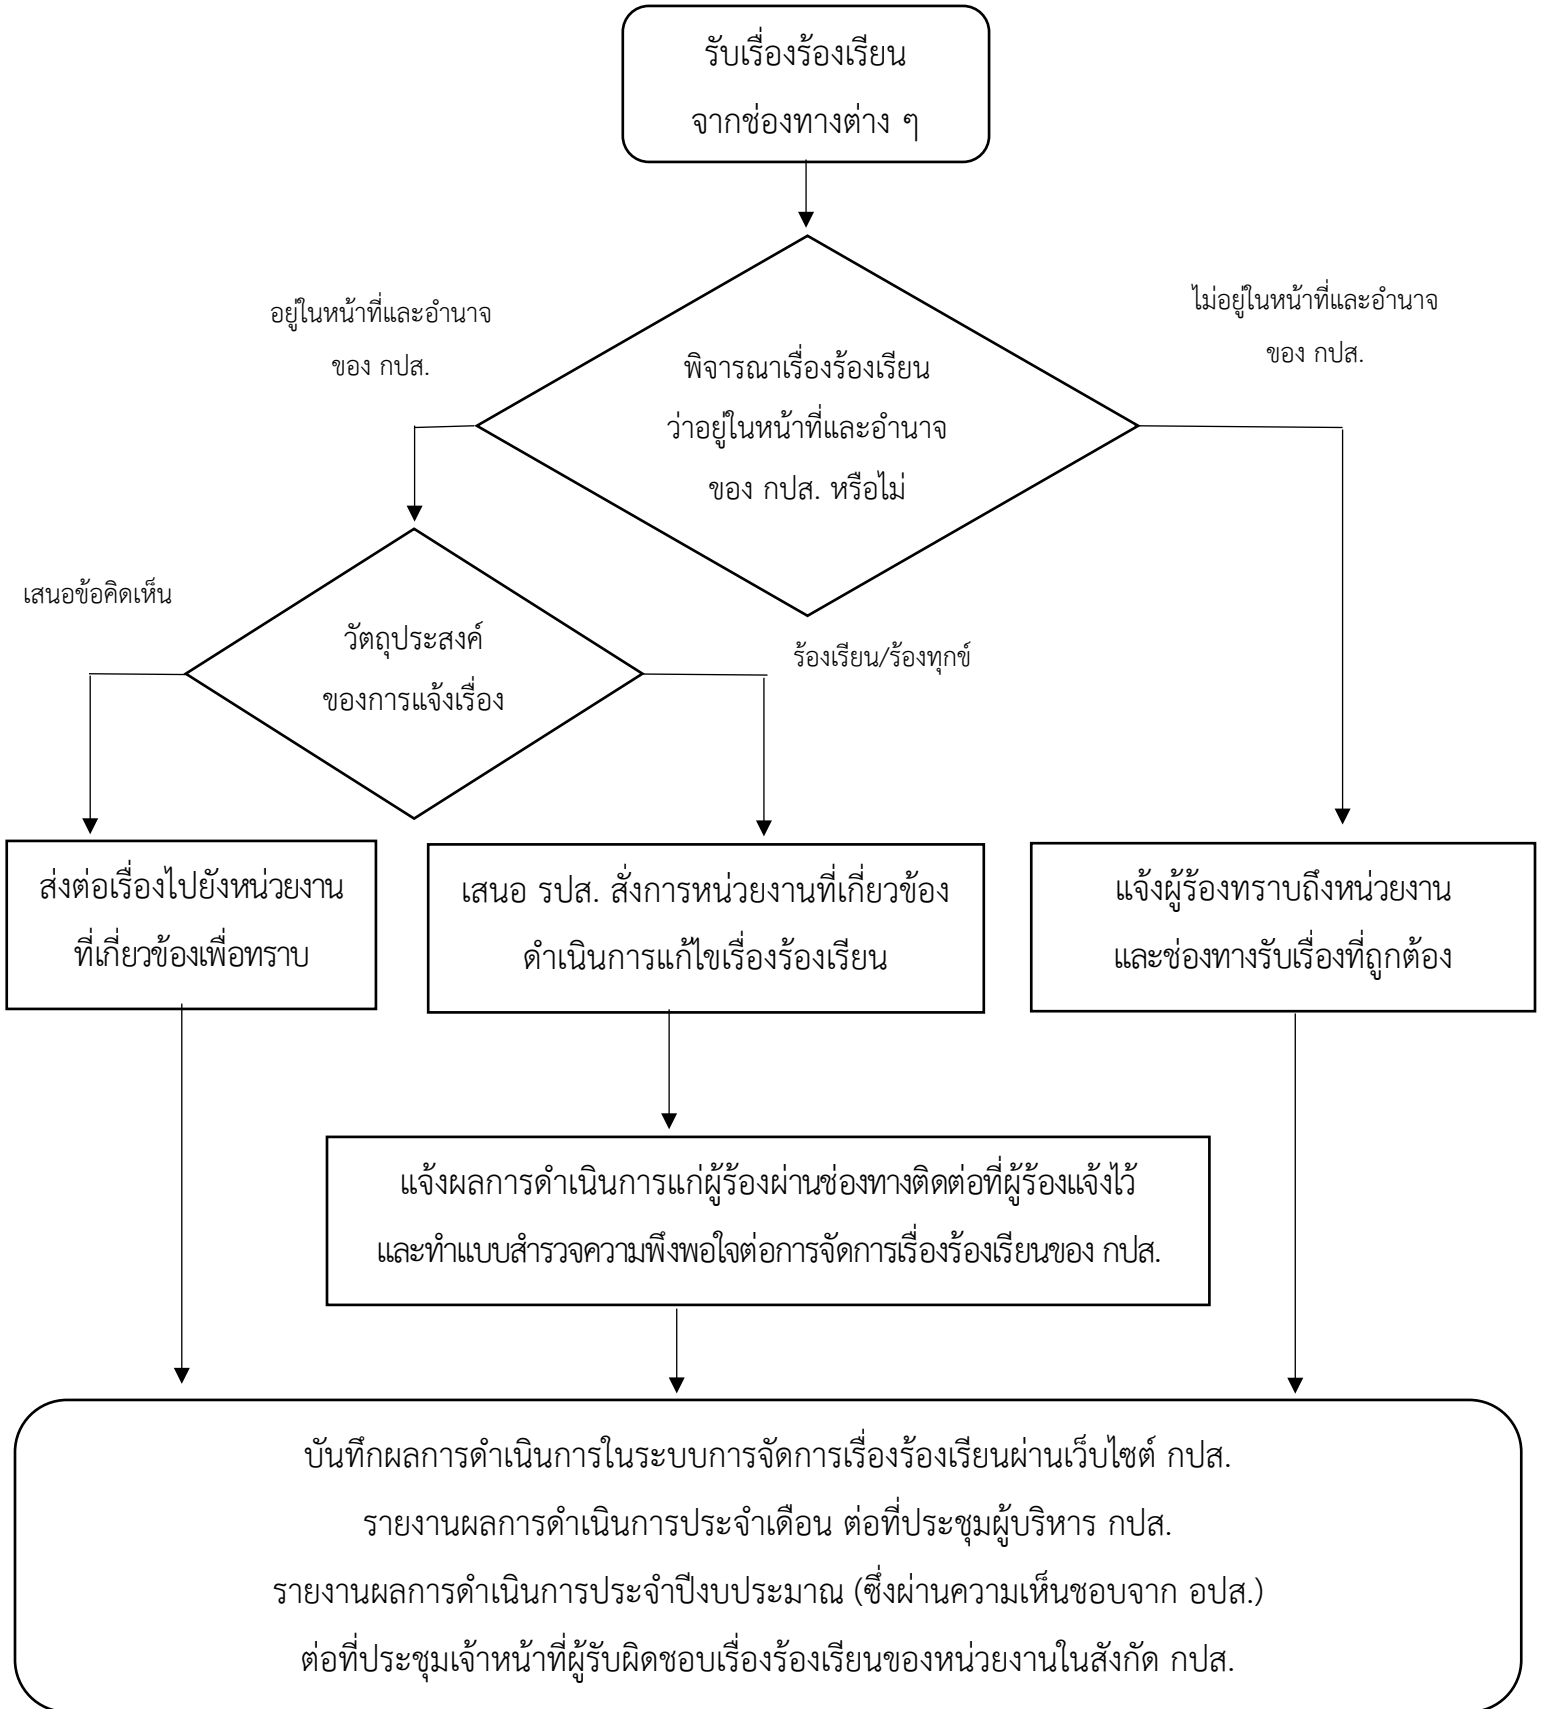 รับเรื่องร้องเรียน
จากช่องทางต่าง ๆ
อยู่ในหน้าที่และอำนาจ
ของ กปส.
ไม่อยู่ในหน้าที่และอำนาจ
ของ กปส.
พิจารณาเรื่องร้องเรียน
ว่าอยู่ในหน้าที่และอำนาจ
ของ กปส. หรือไม่
เสนอข้อคิดเห็น
วัตถุประสงค์
ของการแจ้งเรื่อง
ร้องเรียน/ร้องทุกข์
ส่งต่อเรื่องไปยังหน่วยงาน
ที่เกี่ยวข้องเพื่อทราบ
เสนอ รปส. สั่งการหน่วยงานที่เกี่ยวข้อง
ดำเนินการแก้ไขเรื่องร้องเรียน
แจ้งผู้ร้องทราบถึงหน่วยงาน
และช่องทางรับเรื่องที่ถูกต้อง
แจ้งผลการดำเนินการแก่ผู้ร้องผ่านช่องทางติดต่อที่ผู้ร้องแจ้งไว้
และทำแบบสำรวจความพึงพอใจต่อการจัดการเรื่องร้องเรียนของ กปส.
บันทึกผลการดำเนินการในระบบการจัดการเรื่องร้องเรียนผ่านเว็บไซต์ กปส.
รายงานผลการดำเนินการประจำเดือน ต่อที่ประชุมผู้บริหาร กปส.
รายงานผลการดำเนินการประจำปีงบประมาณ (ซึ่งผ่านความเห็นชอบจาก อปส.)
ต่อที่ประชุมเจ้าหน้าที่ผู้รับผิดชอบเรื่องร้องเรียนของหน่วยงานในสังกัด กปส.